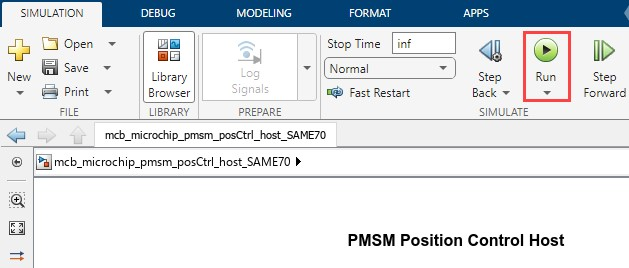 SIMULATION DEBUG MODELING FORMAT APPS
New
Open
Save
Print
FILE
Library
Browser
LIBRARY
Log
Signals
PREPARE
Stop Time inf
Normal
Fast Restart
Step
Back
Run
Step
Forward
SIMULATE
mcb_microchip_pmsm_posCtrl_host_SAME70
mcb_microchip_pmsm_posCtrl_host_SAME70
PMSM Position Control Host